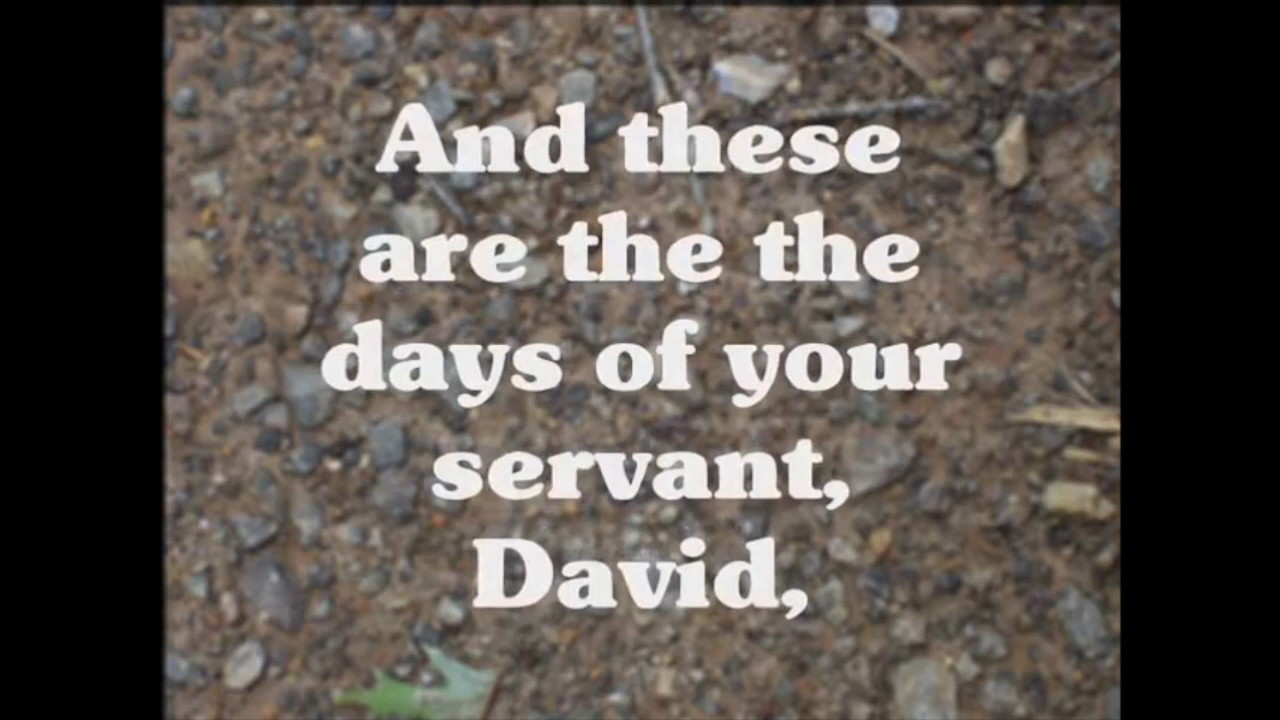 And these
are the the
days of your
servant,
David,